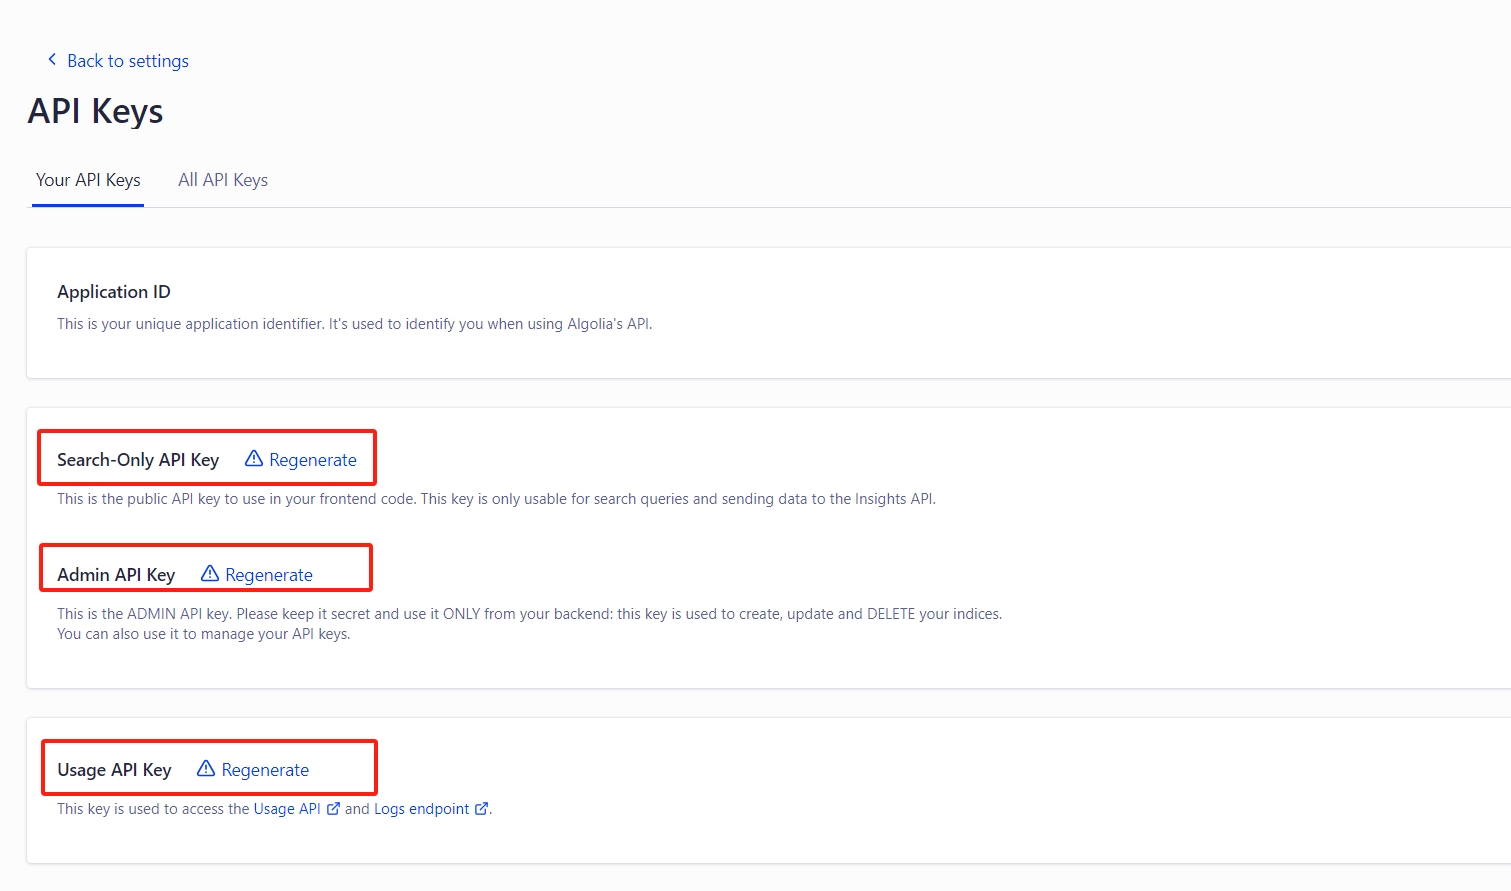 Back to settings
API Keys
Your API Keys All API Keys
Application ID
This is your unique application identifier. It's used to identify you when using Algolia's API.
Search-Only API Key Regenerate
This is the public API key to use in your frontend code. This key is only usable for search queries and sending data to the Insights API.
Admin API Key Regenerate
This is the ADMIN API key. Please keep it secret and use it ONLY from your backend: this key is used to create, update and DELETE your indices.
You can also use it to manage your API keys.
Usage API Key Regenerate
This key is used to access the Usage API and Logs endpoint.